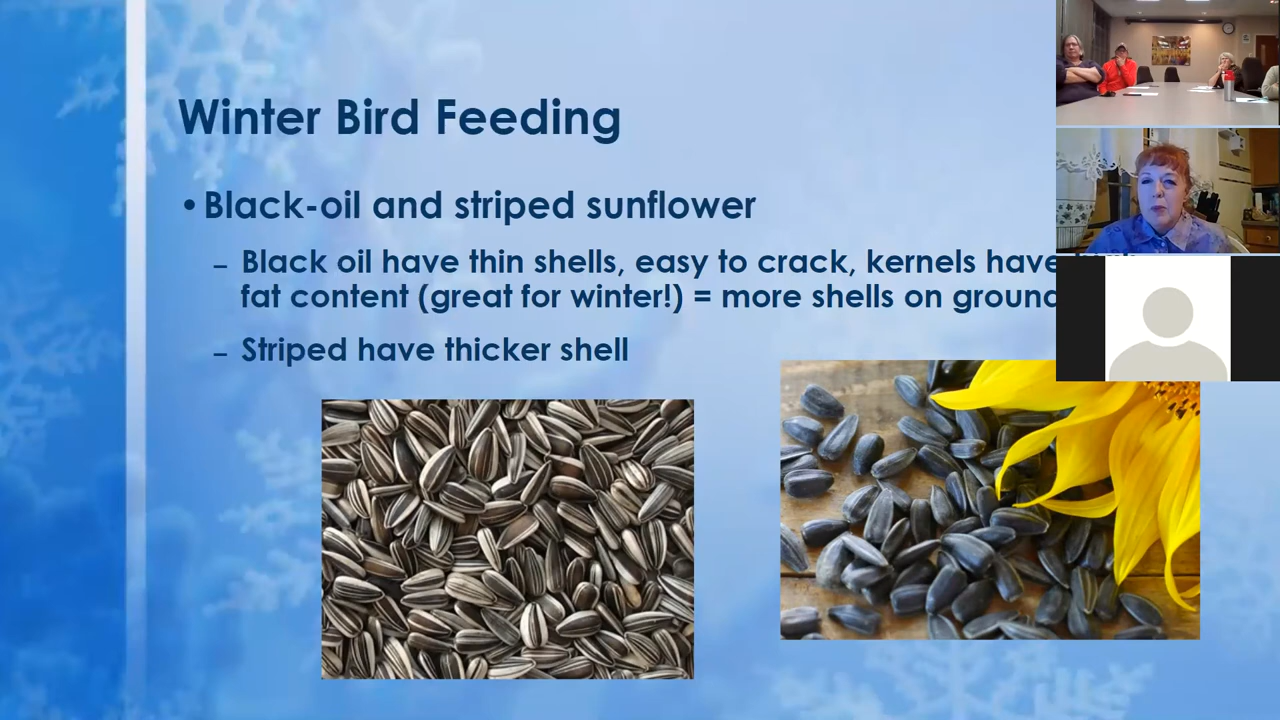 Winter Bird Feeding
•Black-oil and striped sunflower
– Black oil have thin shells, easy to crack, kernels have
fat content (great for winter!) = more shells on ground
– Striped have thicker shell